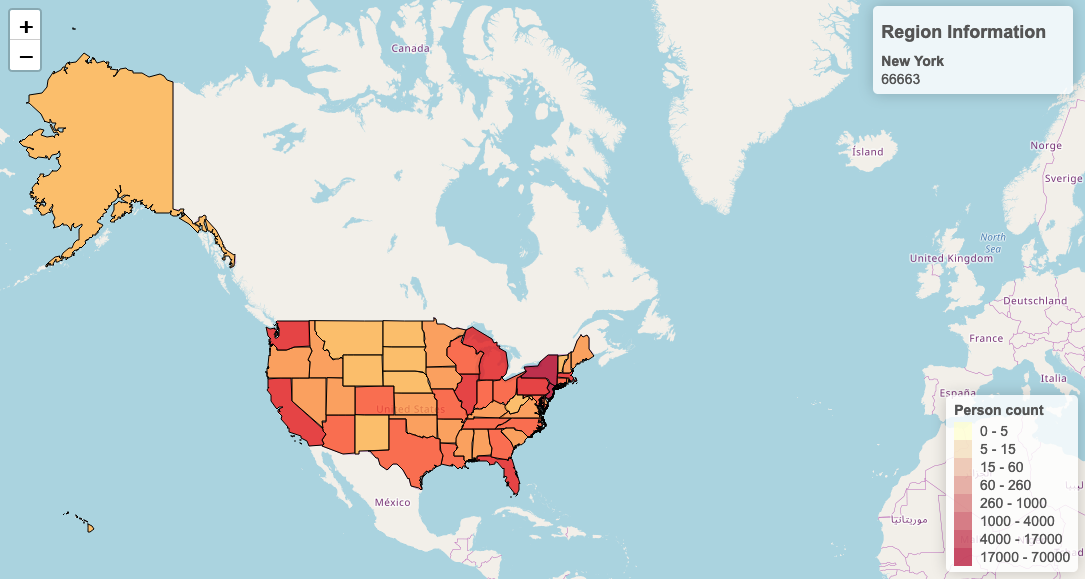 +
−
Canada
Region Information
New York
66663
Ísland
Norge
Sverige
North
Sea
United Kingdom
Deutschland
France
Italia
España
United States
México
موريتانيا
Person count
0 - 5
5 - 15
15 - 60
60 - 260
260 - 1000
1000 - 4000
4000 - 17000
17000 - 70000